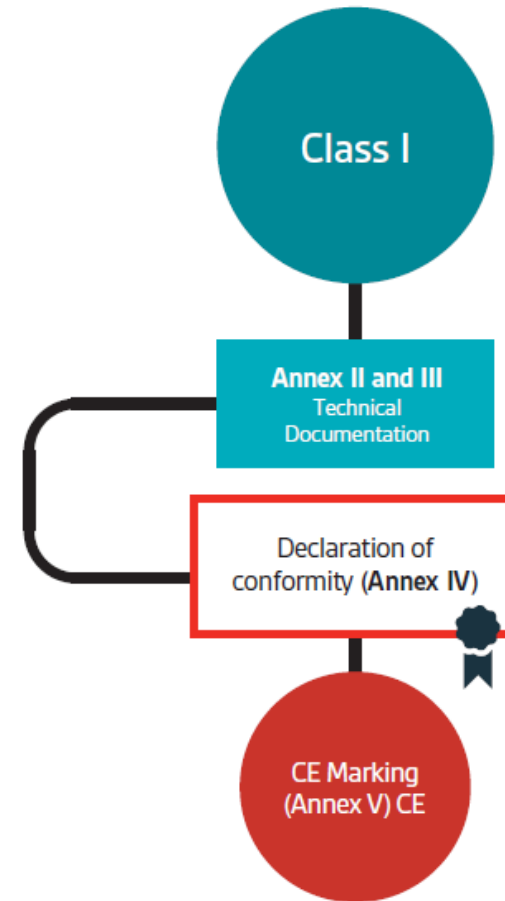 Class I
Annex II and III
Technical
Documentation
Declaration of
conformity (Annex IV)
CE Marking
(Annex V) CE